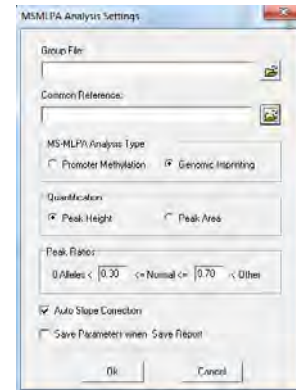 MSMLPA Analysis Settings
Group File:
Common Reference:
MS-MLPA Analysis Type
Promoter Methylation Genomic Imprinting
Quantification
Peak Height Peak Area
Peak Ratios
0 Alleles < 0.30 <= Normal <= 0.70 < Other
Auto Slope Correction
Save Parameters when Save Report
Ok Cancel